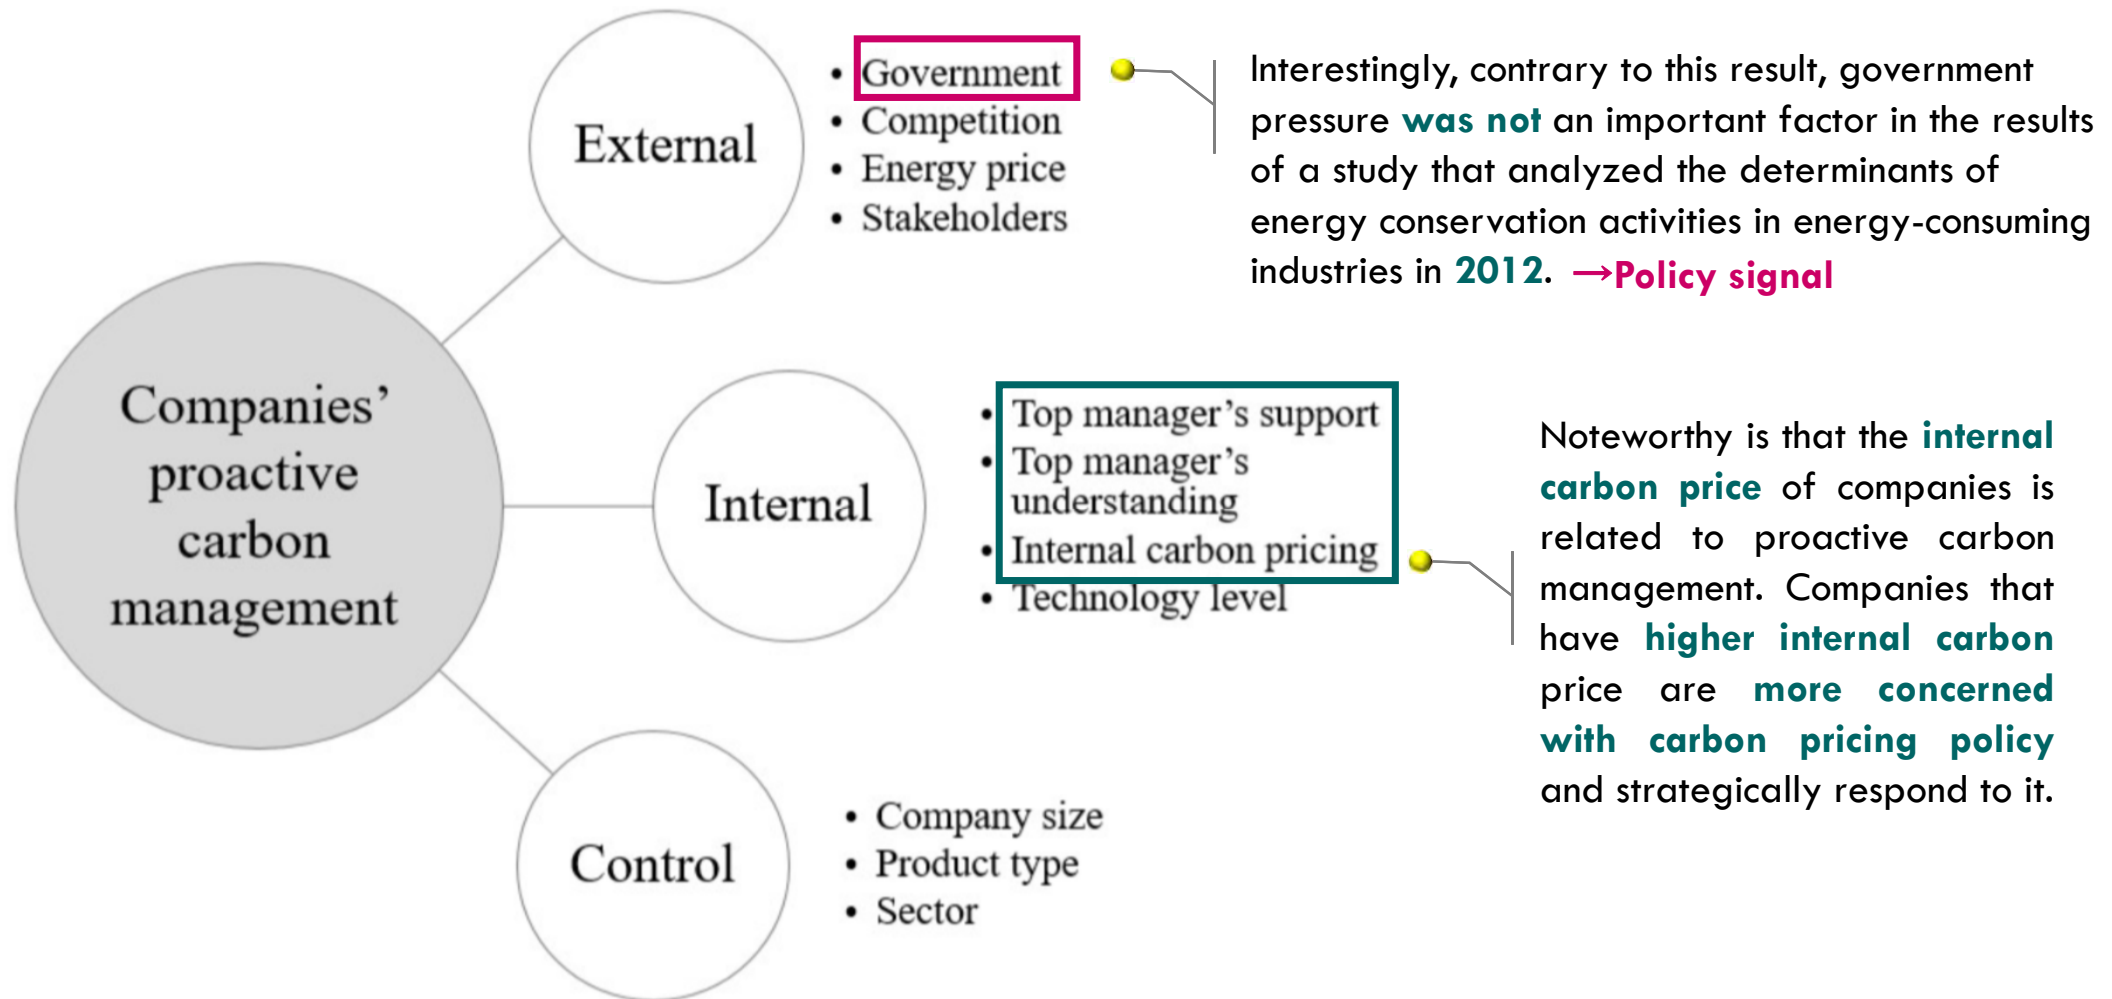 Companies’
proactive
carbon
management
External
• Government
• Competition
• Energy price
• Stakeholders
Interestingly, contrary to this result, government
pressure was not an important factor in the results
of a study that analyzed the determinants of
energy conservation activities in energy-consuming
industries in 2012. →Policy signal
Internal
• Top manager’s support
• Top manager’s
understanding
• Internal carbon pricing
• Technology level
Noteworthy is that the internal
carbon price of companies is
related to proactive carbon
management. Companies that
have higher internal carbon
price are more concerned
with carbon pricing policy
and strategically respond to it.
Control
• Company size
• Product type
• Sector